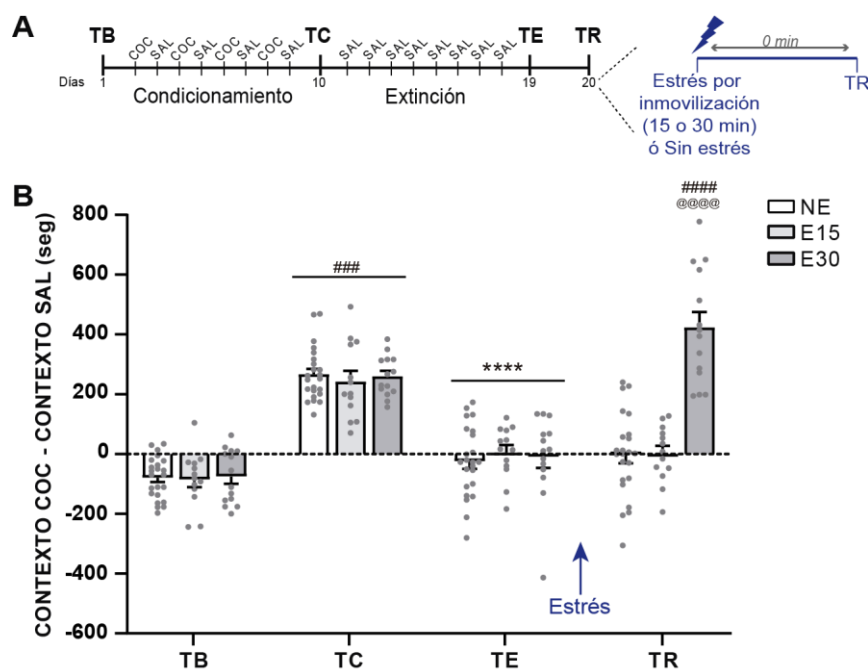 A
TB COC SAL COC SAL COC SAL COC SAL TC SAL SAL SAL SAL SAL SAL SAL SAL TE TR
Días 1 10 19 20
Condicionamiento Extinción
0 min
Estrés por
inmovilización
(15 o 30 min)
ó Sin estrés
TR
B
CONTEXTO COC - CONTEXTO SAL (seg)
800
600
400
200
0
-200
-400
-600
###
****
####
@@@@
NE
E15
E30
Estrés
TB TC TE TR